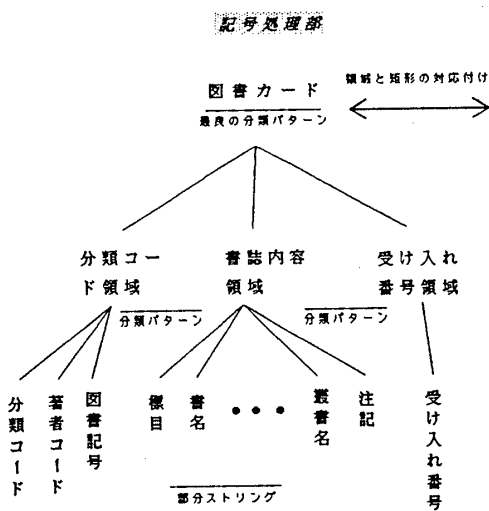 記号処理部
図書カード
領域と矩形の対応付け
最良の分類パターン
分類コー
ド領域
書誌内容
領域
受け入れ
番号領域
分類パターン
分類パターン
分類コード
著者コード
図書記号
標目
書名
•••
叢書名
注記
受け入れ番号
部分ストリング